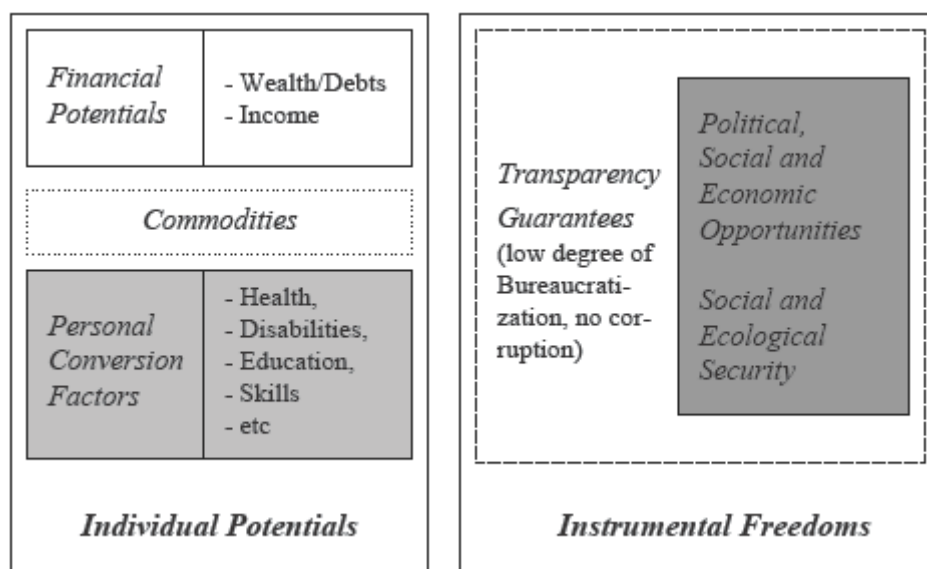 Financial
Potentials
- Wealth/Debts
- Income
Commodities
Personal
Conversion
Factors
- Health,
- Disabilities,
- Education,
- Skills
- etc
Individual Potentials
Transparency
Guarantees
(low degree of
Bureaucrati-
zation, no cor-
ruption)
Political,
Social and
Economic
Opportunities
Social and
Ecological
Security
Instrumental Freedoms